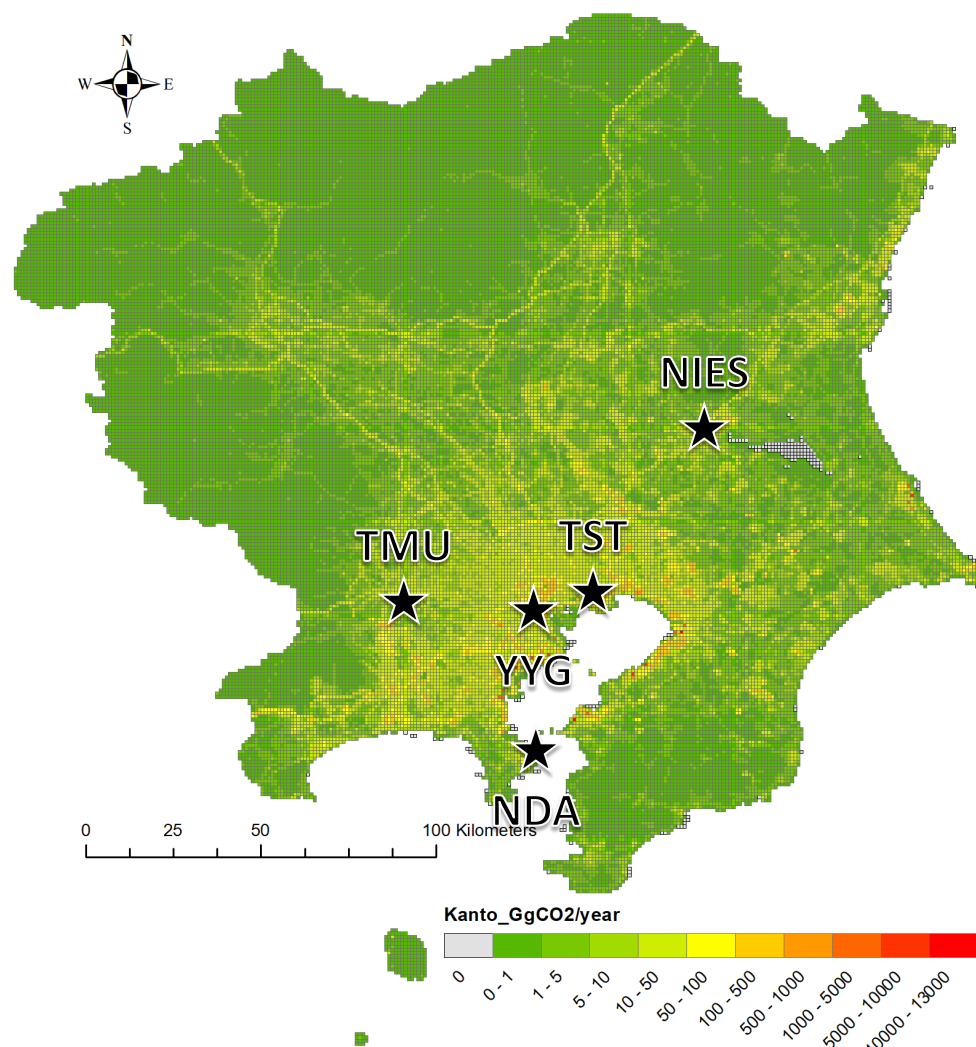 N
W E
S
NIES
TMU
TST
YYG
NDA
0 25 50 100 Kilometers
Kanto_GgCO2/year
0
0 - 1
1 - 5
5 - 10
10 - 50
50 - 100
100 - 500
500 - 1000
1000 - 5000
5000 - 10000
10000 - 13000